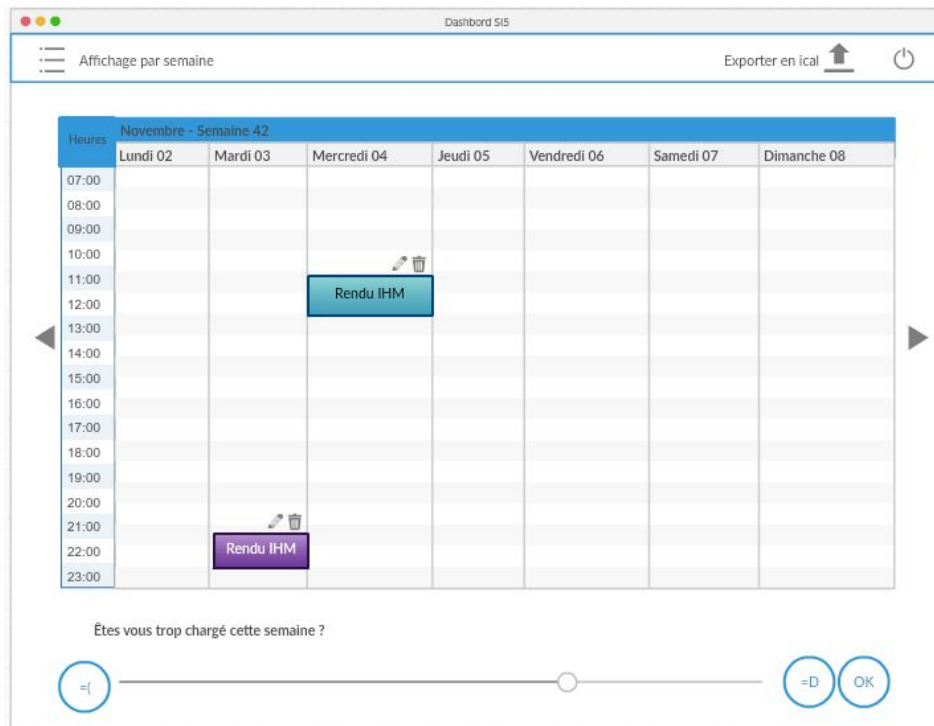 Dashbord SI5
Affichage par semaine
Exporter en ical
Heures
Novembre - Semaine 42
Lundi 02 Mardi 03 Mercredi 04 Jeudi 05 Vendredi 06 Samedi 07 Dimanche 08
07:00
08:00
09:00
10:00
11:00
Rendu IHM
12:00
13:00
14:00
15:00
16:00
17:00
18:00
19:00
20:00
21:00
22:00
Rendu IHM
23:00
Êtes vous trop chargé cette semaine ?
=(
=D
OK